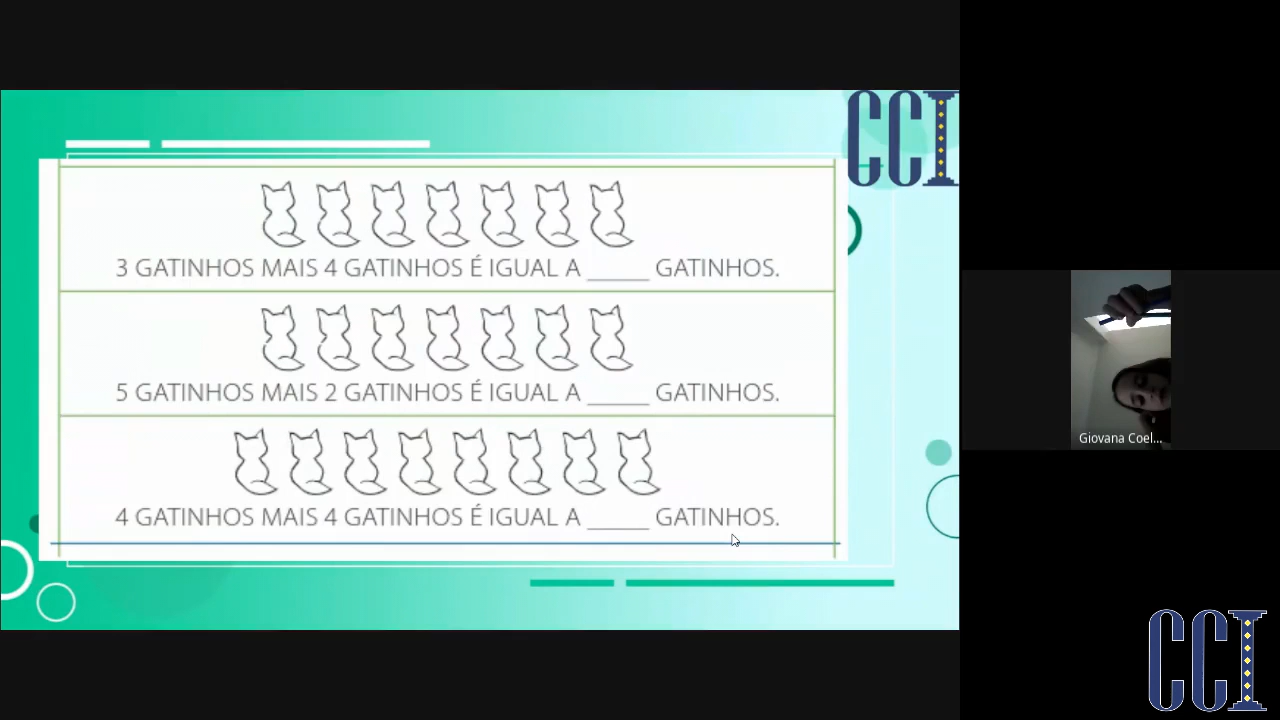 CCI
3 GATINHOS MAIS 4 GATINHOS É IGUAL A _____ GATINHOS.
5 GATINHOS MAIS 2 GATINHOS É IGUAL A _____ GATINHOS.
4 GATINHOS MAIS 4 GATINHOS É IGUAL A _____ GATINHOS.
Giovana Coel...
CCI